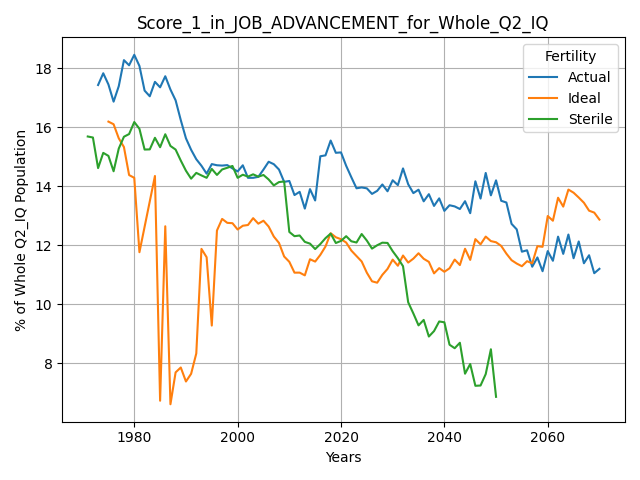 Score_1_in_JOB_ADVANCEMENT_for_Whole_Q2_IQ
Fertility
Actual
Ideal
Sterile
% of Whole Q2_IQ Population
18
16
14
12
10
8
1980
2000
2020
2040
2060
Years